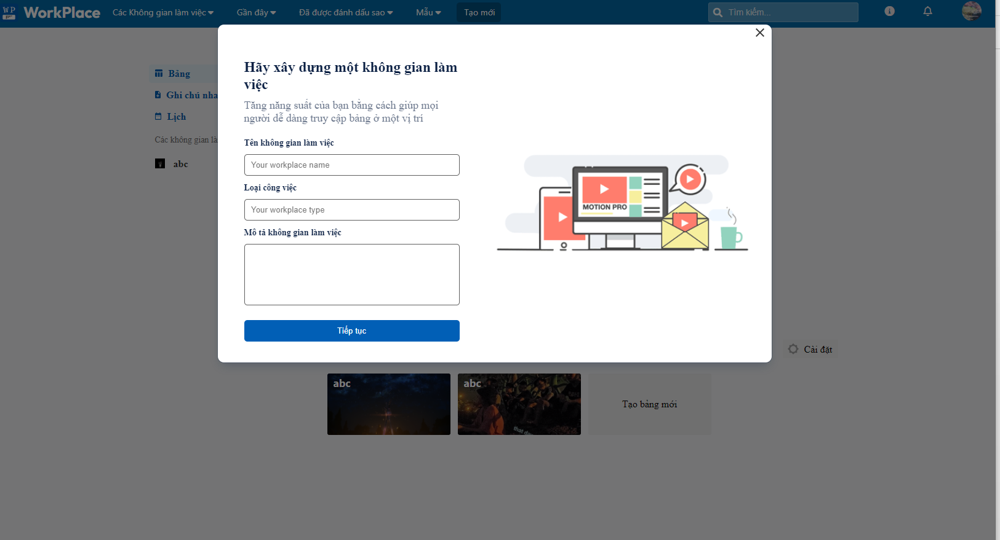 WP
WorkPlace
Các Không gian làm việc
Gần đây
Đã được đánh dấu sao
Mẫu
Tạo mới
Tìm kiếm...
Bảng
Ghi chú nha
Lịch
Các không gian là
abc
Hãy xây dựng một không gian làm
việc
Tăng năng suất của bạn bằng cách giúp mọi
người dễ dàng truy cập bảng ở một vị trí
Tên không gian làm việc
Your workplace name
Loại công việc
Your workplace type
Mô tả không gian làm việc
Tiếp tục
MOTION PRO
Cài đặt
abc
abc
that da
Tạo bảng mới